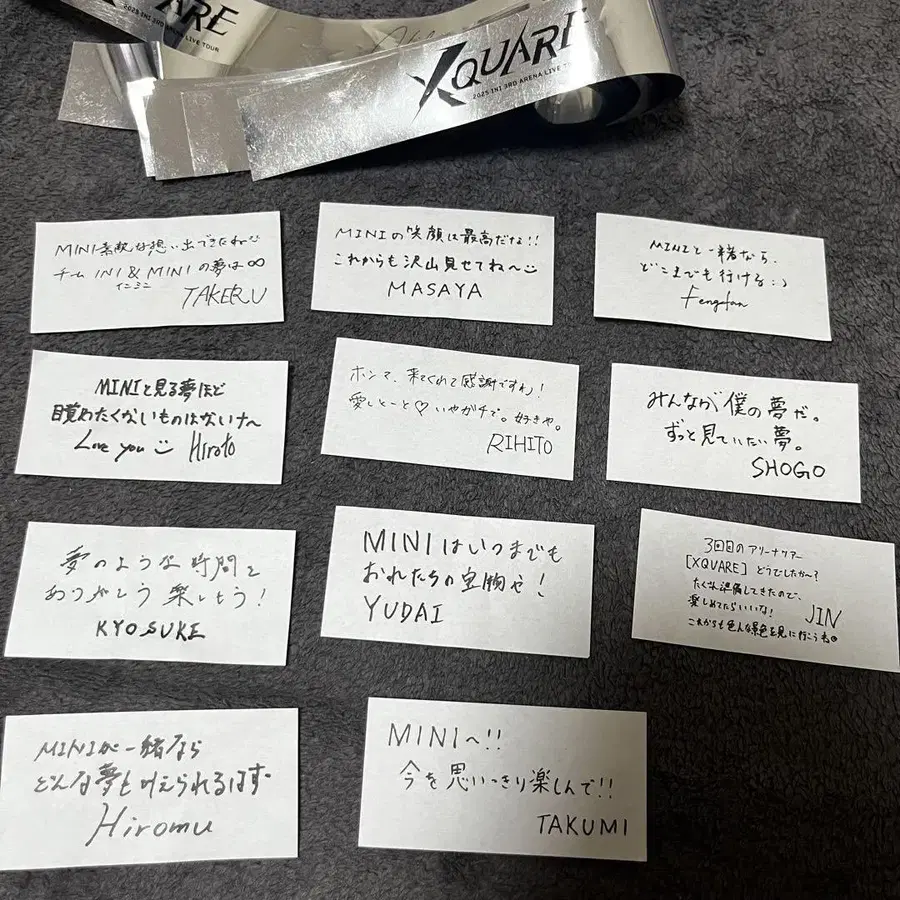 XQUARE
2025 INI 3RD ARENA LIVE TOUR
XQUARE
2025 INI 3RD ARENA LIVE TOUR
MINI素敵な想い出できたね
チーム INI & MINI の夢は∞
イニミニ
TAKERU
MINIの笑顔は最高だな!!
これからも沢山見せてね〜
MASAYA
MINIと一緒なら、
どこまでも行ける:)
Fengfan
MINIと見る夢ほど
目覚めたくないものはないナ〜
Love you Hiroto
ホンマ、来てくれて感謝ですわ!
愛しとーと♡いやガチで。好きや。
RIHITO
みんなが僕の夢だ。
ずっと見ていたい夢。
SHOGO
夢のような時間を
ありがとう 楽しもう!
KYOSUKE
MINIはいつまでも
おれたちの宝物や!
YUDAI
3回目のアリーナツアー
[XQUARE] どうでしたか〜?
たくさん準備してきたので、
楽しめてたらいいな!
これからも色んな景色を見に行こうね
JIN
MINIが一緒なら
どんな夢も叶えられるはず
Hiromu
MINI〜!!
今を思いっきり楽しんで!!
TAKUMI